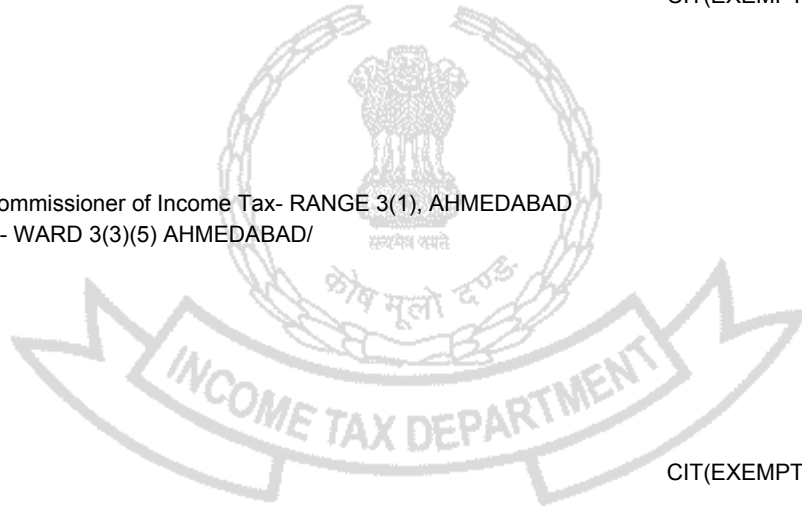 CIT(EXEMPT
ommissioner of Income Tax- RANGE 3(1), AHMEDABAD
- WARD 3(3)(5) AHMEDABAD/
सत्यमेव जयते
कोष मूलो दण्डः
INCOME TAX DEPARTMENT
CIT(EXEMPT